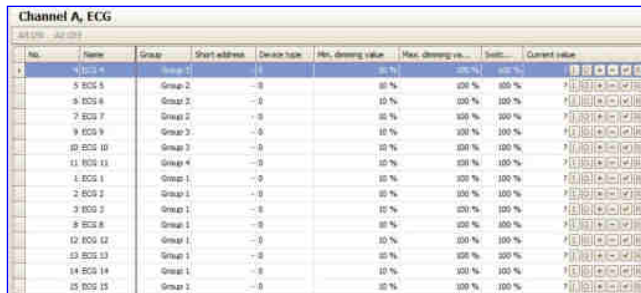 Channel A, ECG
All ON All OFF
No. Name Group Short address Device type Min. dimming value Max. dimming va... Swit... Current value
4 ECG 4 - 0 10 % 100 % 100 %
5 ECG 5 Group 2 - 0 10 % 100 % 100 % ?
6 ECG 6 Group 2 - 0 10 % 100 % 100 % ?
7 ECG 7 Group 2 - 0 10 % 100 % 100 % ?
9 ECG 9 Group 3 - 0 10 % 100 % 100 % ?
10 ECG 10 Group 3 - 0 10 % 100 % 100 % ?
11 ECG 11 Group 4 - 0 10 % 100 % 100 % ?
1 ECG 1 Group 1 - 0 10 % 100 % 100 % ?
2 ECG 2 Group 1 - 0 10 % 100 % 100 % ?
3 ECG 3 Group 1 - 0 10 % 100 % 100 % ?
8 ECG 8 Group 1 - 0 10 % 100 % 100 % ?
12 ECG 12 Group 1 - 0 10 % 100 % 100 % ?
13 ECG 13 Group 1 - 0 10 % 100 % 100 % ?
14 ECG 14 Group 1 - 0 10 % 100 % 100 % ?
15 ECG 15 Group 1 - 0 10 % 100 % 100 % ?